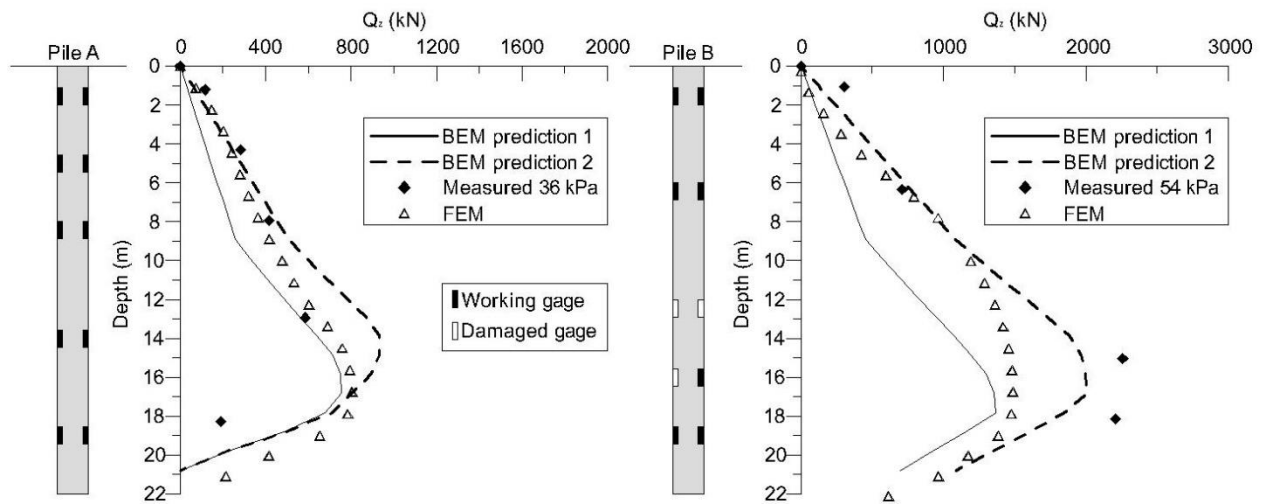 Pile A
Qz (kN)
0 400 800 1200 1600 2000
0
2
4
6
8
10
12
14
16
18
20
22
Depth (m)
BEM prediction 1
BEM prediction 2
Measured 36 kPa
FEM
Working gage
Damaged gage
Pile B
Qz (kN)
0 1000 2000 3000
0
2
4
6
8
10
12
14
16
18
20
22
Depth (m)
BEM prediction 1
BEM prediction 2
Measured 54 kPa
FEM